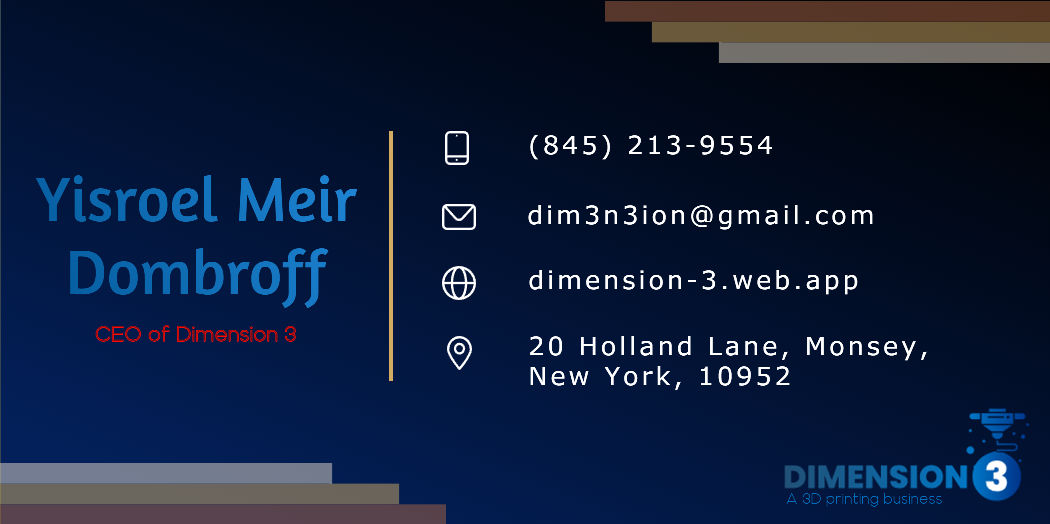 Yisroel Meir
Dombroff
CEO of Dimension 3
(845) 213-9554
dim3n3ion@gmail.com
dimension-3.web.app
20 Holland Lane, Monsey,
New York, 10952
DIMENSION 3
A 3D printing business